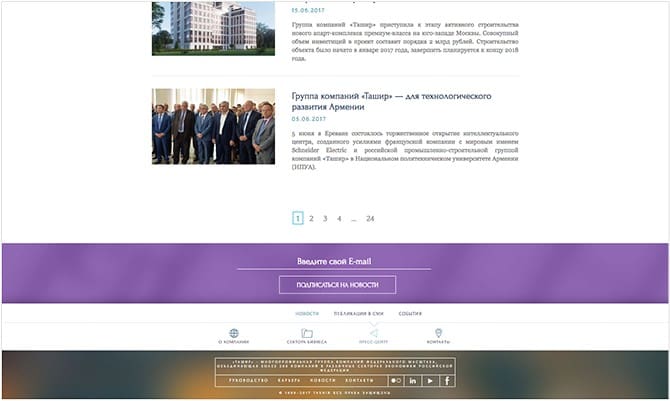 15.06.2017
Группа компаний «Ташир» приступила к этапу активного строительства
нового апарт-комплекса премиум-класса на юго-западе Москвы. Совокупный
объем инвестиций в проект составит порядка 2 млрд рублей. Строительство
объекта было начато в январе 2017 года, завершить планируется к концу 2018
года.
Группа компаний «Ташир» — для технологического
развития Армении
05.06.2017
5 июня в Ереване состоялось торжественное открытие интеллектуального
центра, созданного усилиями французской компании с мировым именем
Schneider Electric и российской промышленно-строительной группой
компаний «Ташир» в Национальном политехническом университете Армении
(НПУА).
1 2 3 4 ... 24
Введите свой E-mail
ПОДПИСАТЬСЯ НА НОВОСТИ
НОВОСТИ ПУБЛИКАЦИИ В СМИ СОБЫТИЯ
О КОМПАНИИ СЕКТОРА БИЗНЕСА ПРЕСС-ЦЕНТР КОНТАКТЫ
«ТАШИР» - МНОГОПРОФИЛЬНАЯ ГРУППА КОМПАНИЙ ФЕДЕРАЛЬНОГО МАСШТАБА,
ОБЪЕДИНЯЮЩАЯ БОЛЕЕ 200 КОМПАНИЙ В РАЗЛИЧНЫХ СЕКТОРАХ ЭКОНОМИКИ РОССИЙСКОЙ
ФЕДЕРАЦИИ
РУКОВОДСТВО КАРЬЕРА НОВОСТИ КОНТАКТЫ in f
© 1999-2017 TASHIR ВСЕ ПРАВА ЗАЩИЩЕНЫ